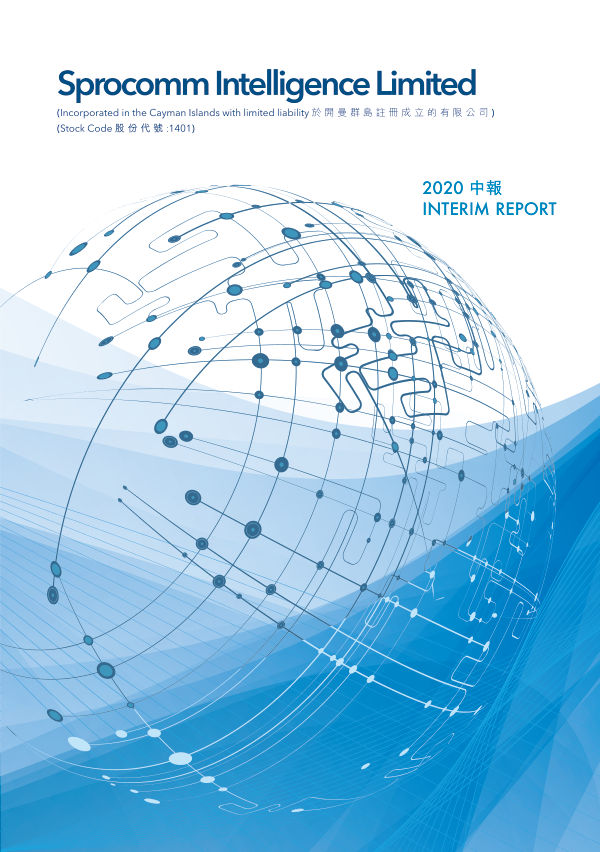 Sprocomm Intelligence Limited
(Incorporated in the Cayman Islands with limited liability 於開曼群島註冊成立的有限公司)
(Stock Code 股份代號 :1401)
2020 中報
INTERIM REPORT